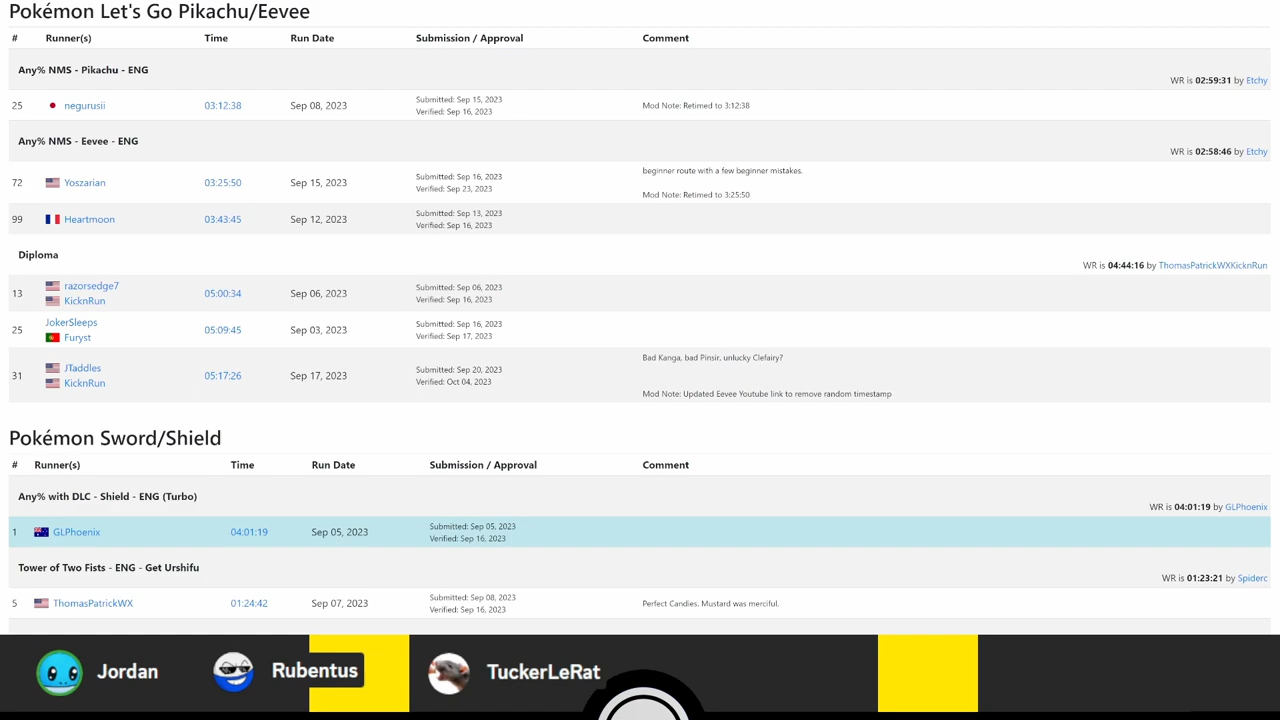 Pokémon Let's Go Pikachu/Eevee
# Runner(s) Time Run Date Submission / Approval Comment
Any% NMS - Pikachu - ENG
WR is 02:59:31 by Etchy
25 negurusii 03:12:38 Sep 08, 2023 Submitted: Sep 15, 2023 Mod Note: Retimed to 3:12:38
Verified: Sep 16, 2023
Any% NMS - Eevee - ENG
WR is 02:58:46 by Etchy
beginner route with a few beginner mistakes.
72 Yoszarian 03:25:50 Sep 15, 2023 Submitted: Sep 16, 2023
Verified: Sep 23, 2023
Mod Note: Retimed to 3:25:50
99 Heartmoon 03:43:45 Sep 12, 2023 Submitted: Sep 13, 2023
Verified: Sep 16, 2023
Diploma
WR is 04:44:16 by ThomasPatrickWXKicknRun
13 razorsedge7 05:00:34 Sep 06, 2023 Submitted: Sep 06, 2023
KicknRun Verified: Sep 16, 2023
25 JokerSleeps 05:09:45 Sep 03, 2023 Submitted: Sep 16, 2023
Furyst Verified: Sep 17, 2023
Bad Kanga, bad Pinsir, unlucky Clefairy?
31 JTaddles 05:17:26 Sep 17, 2023 Submitted: Sep 20, 2023
KicknRun Verified: Oct 04, 2023
Mod Note: Updated Eevee Youtube link to remove random timestamp
Pokémon Sword/Shield
# Runner(s) Time Run Date Submission / Approval Comment
Any% with DLC - Shield - ENG (Turbo)
WR is 04:01:19 by GLPhoenix
1 GLPhoenix 04:01:19 Sep 05, 2023 Submitted: Sep 05, 2023
Verified: Sep 16, 2023
Tower of Two Fists - ENG - Get Urshifu
WR is 01:23:21 by Spiderc
5 ThomasPatrickWX 01:24:42 Sep 07, 2023 Submitted: Sep 08, 2023 Perfect Candies. Mustard was merciful.
Verified: Sep 16, 2023
Jordan Rubentus TuckerLeRat